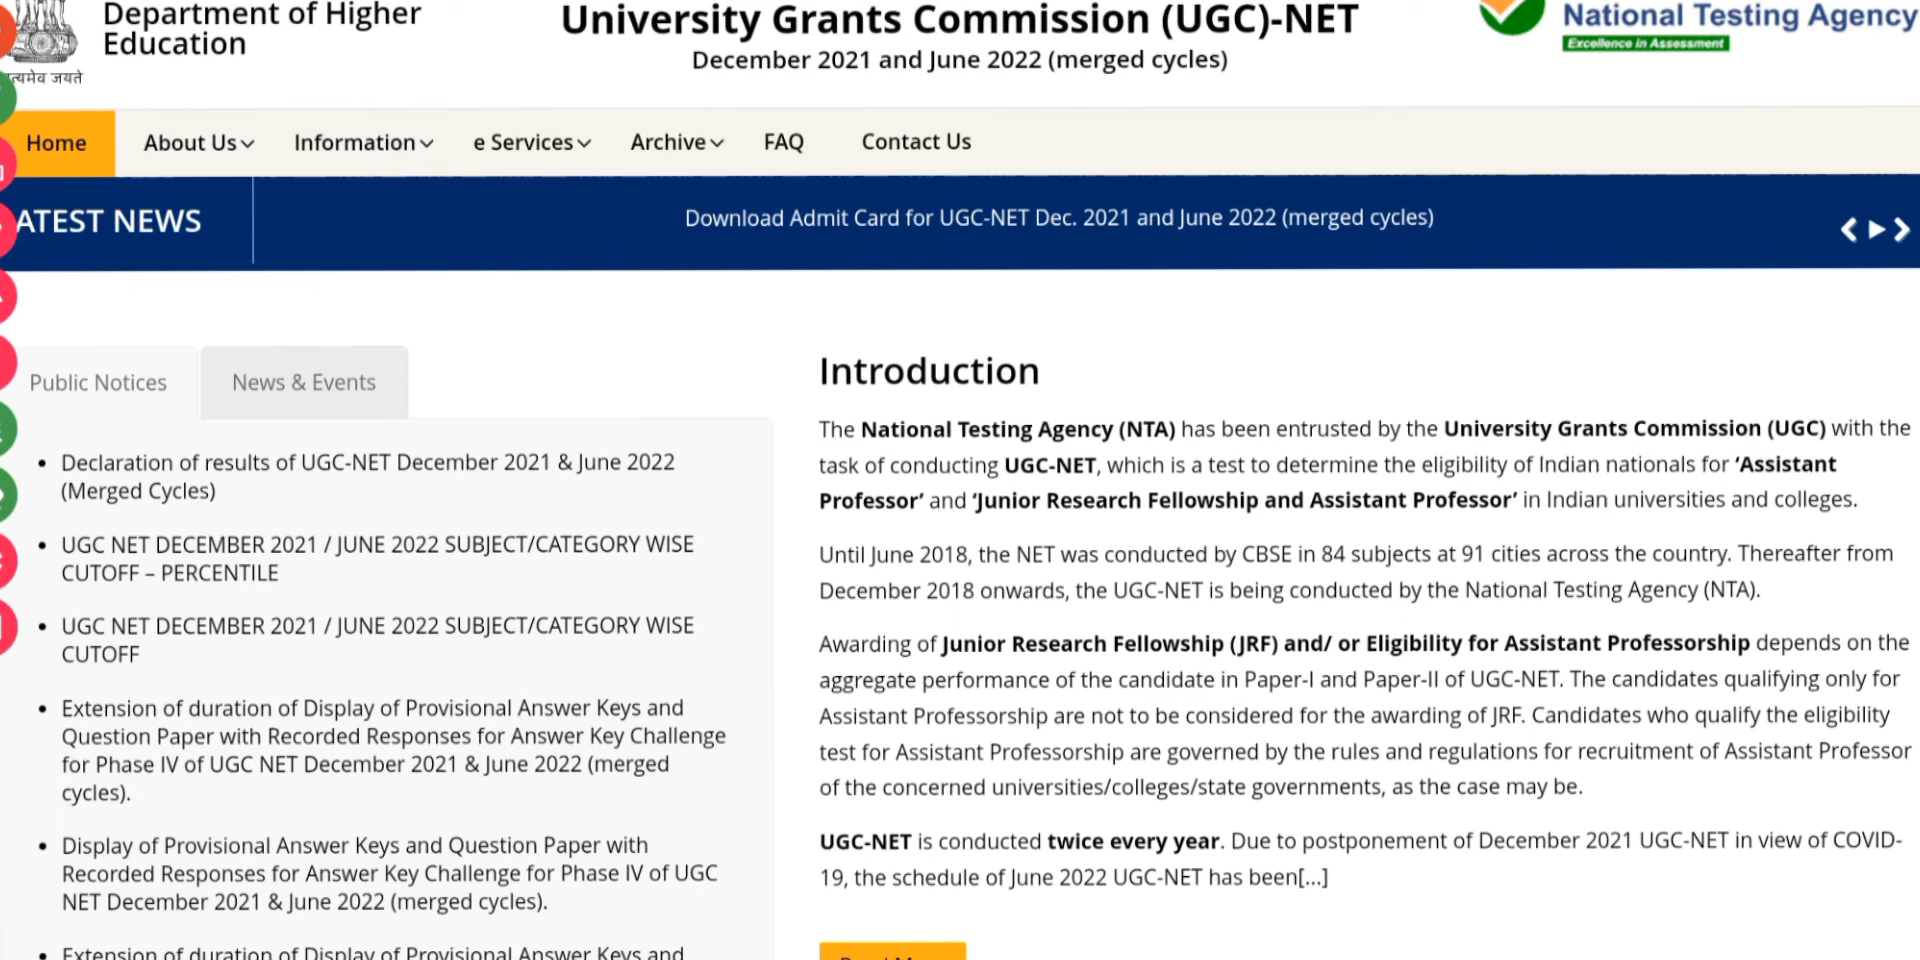 Department of Higher
Education
सत्यमेव जयते
University Grants Commission (UGC)-NET
December 2021 and June 2022 (merged cycles)
National Testing Agency
Excellence in Assessment
Home About Us Information e Services Archive FAQ Contact Us
ATEST NEWS
Download Admit Card for UGC-NET Dec. 2021 and June 2022 (merged cycles)
Public Notices News & Events
Declaration of results of UGC-NET December 2021 & June 2022
(Merged Cycles)
UGC NET DECEMBER 2021 / JUNE 2022 SUBJECT/CATEGORY WISE
CUTOFF – PERCENTILE
UGC NET DECEMBER 2021 / JUNE 2022 SUBJECT/CATEGORY WISE
CUTOFF
Extension of duration of Display of Provisional Answer Keys and
Question Paper with Recorded Responses for Answer Key Challenge
for Phase IV of UGC NET December 2021 & June 2022 (merged
cycles).
Display of Provisional Answer Keys and Question Paper with
Recorded Responses for Answer Key Challenge for Phase IV of UGC
NET December 2021 & June 2022 (merged cycles).
Extension of duration of Display of Provisional Answer Keys and
Introduction
The National Testing Agency (NTA) has been entrusted by the University Grants Commission (UGC) with the
task of conducting UGC-NET, which is a test to determine the eligibility of Indian nationals for ‘Assistant
Professor’ and ‘Junior Research Fellowship and Assistant Professor’ in Indian universities and colleges.
Until June 2018, the NET was conducted by CBSE in 84 subjects at 91 cities across the country. Thereafter from
December 2018 onwards, the UGC-NET is being conducted by the National Testing Agency (NTA).
Awarding of Junior Research Fellowship (JRF) and/ or Eligibility for Assistant Professorship depends on the
aggregate performance of the candidate in Paper-I and Paper-II of UGC-NET. The candidates qualifying only for
Assistant Professorship are not to be considered for the awarding of JRF. Candidates who qualify the eligibility
test for Assistant Professorship are governed by the rules and regulations for recruitment of Assistant Professor
of the concerned universities/colleges/state governments, as the case may be.
UGC-NET is conducted twice every year. Due to postponement of December 2021 UGC-NET in view of COVID-
19, the schedule of June 2022 UGC-NET has been[...]